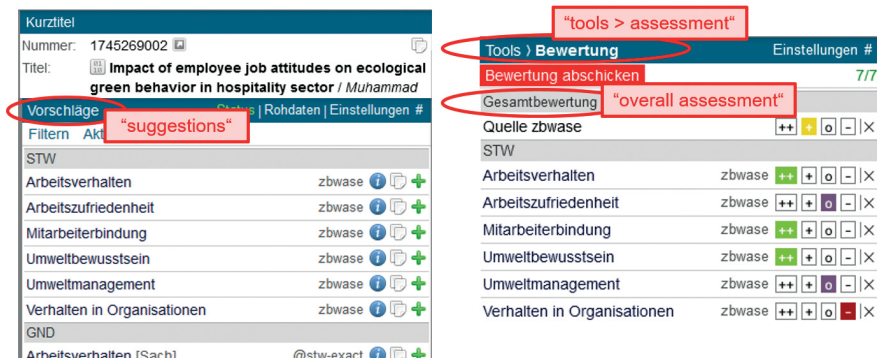 Kurztitel
Nummer: 1745269002
Titel: Impact of employee job attitudes on ecological
green behavior in hospitality sector / Muhammad
Vorschläge | Rohdaten | Einstellungen #
"suggestions"
Filtern
STW
Arbeitsverhalten zbwase i +
Arbeitszufriedenheit zbwase i +
Mitarbeiterbindung zbwase i +
Umweltbewusstsein zbwase i +
Umweltmanagement zbwase i +
Verhalten in Organisationen zbwase i +
GND
Arbeitsverhalten [Sach] @stw-exact
"tools > assessment"
Tools ⟩ Bewertung Einstellungen #
Bewertung abschicken 7/7
Gesamtbewertung
"overall assessment"
Quelle zbwase ++ + o - |×
STW
Arbeitsverhalten zbwase ++ + o - |×
Arbeitszufriedenheit zbwase ++ + o - |×
Mitarbeiterbindung zbwase ++ + o - |×
Umweltbewusstsein zbwase ++ + o - |×
Umweltmanagement zbwase ++ + o - |×
Verhalten in Organisationen zbwase ++ + o - |×